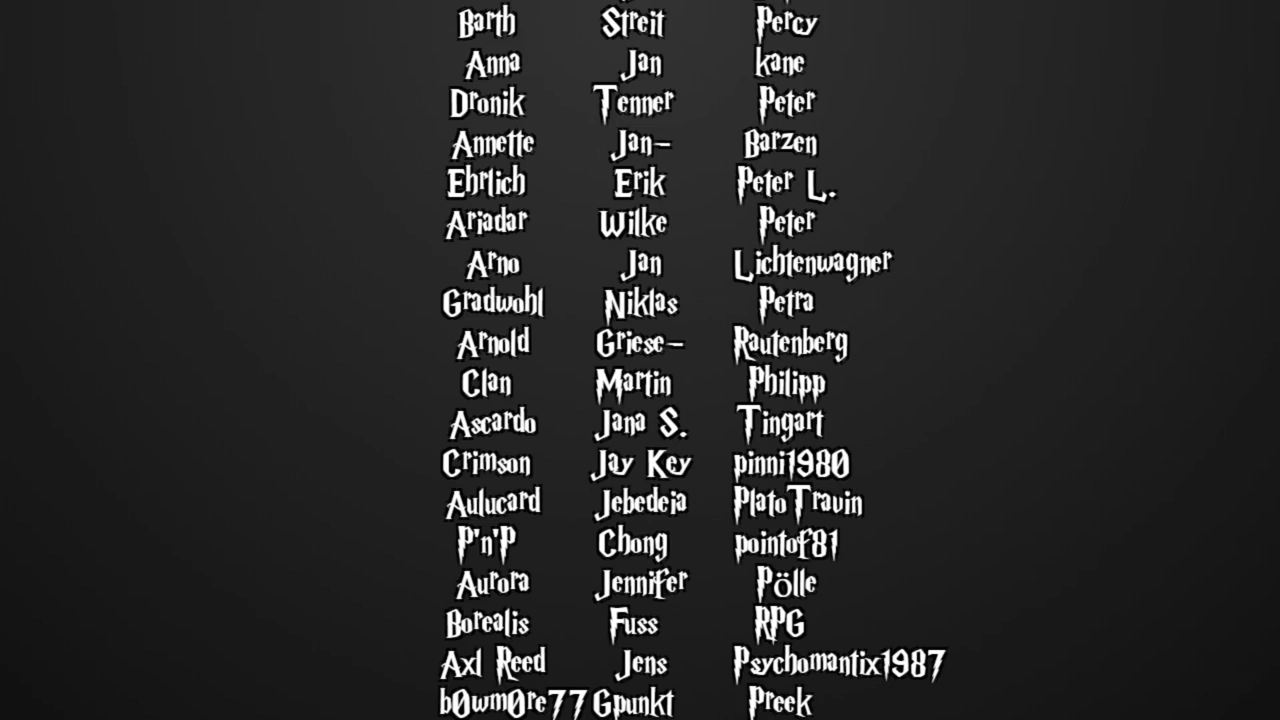 Barth Streit Percy
Anna Jan kane
Dronik Tenner Peter
Annette Jan- Barzen
Ehrlich Erik Peter L.
Ariadar Wilke Peter
Arno Jan Lichtenwagner
Gradwohl Niklas Petra
Arnold Griese- Rautenberg
Clan Martin Philipp
Ascardo Jana S. Tingart
Crimson Jay Key pinni1980
Aulucard Jebedeia PlatoTravin
P'n'P Chong pointof81
Aurora Jennifer Pölle
Borealis Fuss RPG
Axl Reed Jens Psychomantix1987
b0wm0re77 Gpunkt Preek